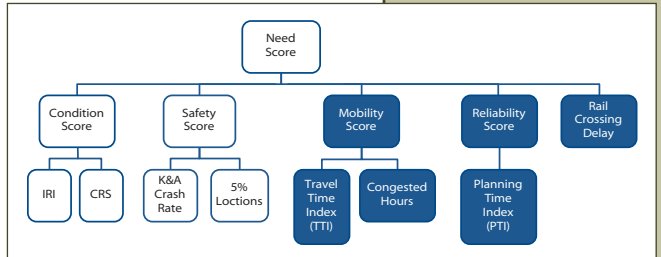 Need
Score
Condition
Score
Safety
Score
Mobility
Score
Reliability
Score
Rail
Crossing
Delay
IRI
CRS
K&A
Crash
Rate
5%
Loctions
Travel
Time
Index
(TTI)
Congested
Hours
Planning
Time
Index
(PTI)